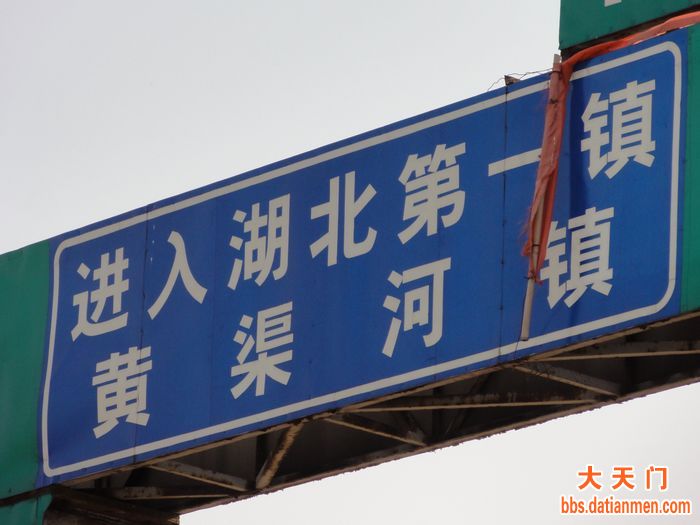 进入湖北第一镇
黄渠河镇
大天门
bbs.datianmen.com